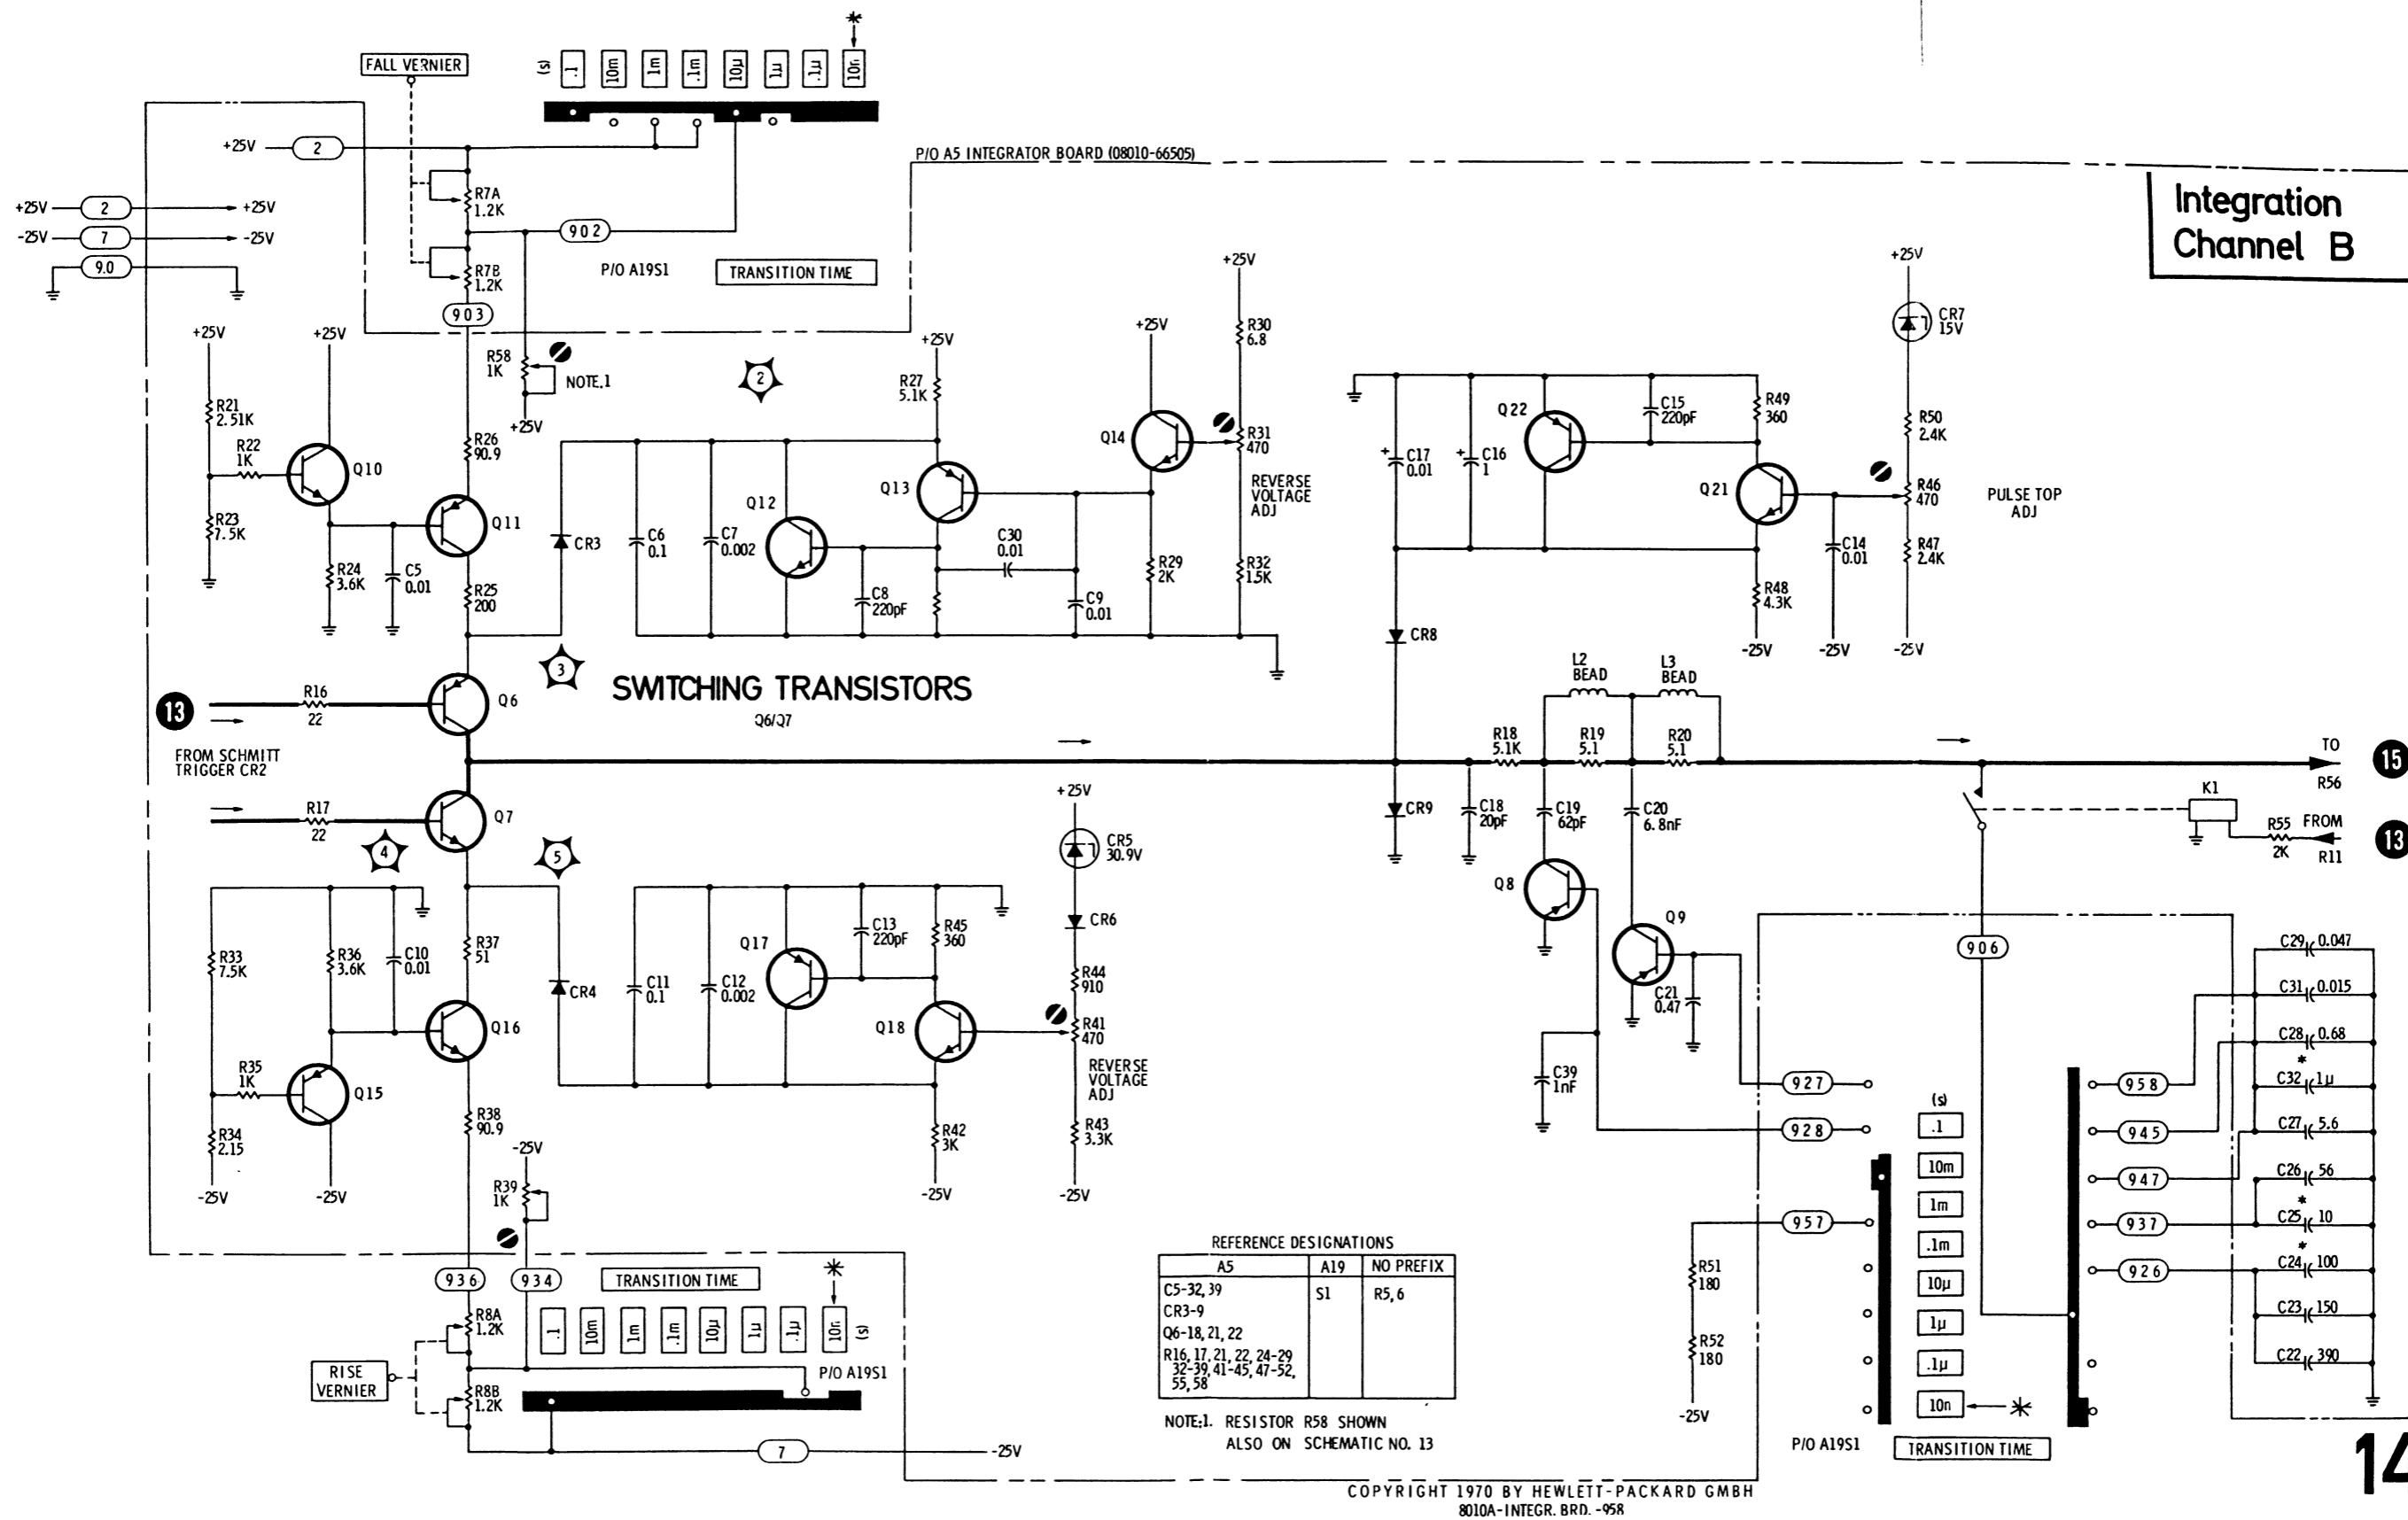 FALL VERNIER
(s)
.1
10m
1m
.1m
10µ
1µ
.1µ
10n
*
+25V
2
P/O A5 INTEGRATOR BOARD (08010-66505)
Integration
Channel B
+25V
2
+25V
-25V
7
-25V
9.0
R7A
1.2K
902
R7B
1.2K
P/O A19S1
TRANSITION TIME
903
+25V
+25V
R58
1K
NOTE.1
+25V
2
+25V
R27
5.1K
+25V
+25V
R30
6.8
+25V
CR7
15V
R21
2.51K
R22
1K
Q10
R23
7.5K
R24
3.6K
C5
0.01
R26
90.9
Q11
R25
200
CR3
C6
0.1
C7
0.002
Q12
Q13
Q14
C8
220pF
C30
0.01
C9
0.01
R29
2K
R31
470
REVERSE
VOLTAGE
ADJ
R32
1.5K
C17
0.01
+
C16
1
+
Q22
C15
220pF
R49
360
Q21
R50
2.4K
R46
470
PULSE TOP
ADJ
R47
2.4K
C14
0.01
R48
4.3K
-25V
-25V
-25V
CR8
3
SWITCHING TRANSISTORS
Q6/Q7
13
R16
22
Q6
FROM SCHMITT
TRIGGER CR2
R17
22
Q7
4
5
L2
BEAD
L3
BEAD
R18
5.1K
R19
5.1
R20
5.1
TO
15
R56
CR9
C18
20pF
C19
62pF
C20
6.8nF
K1
R55
2K
FROM
R11
13
+25V
CR5
30.9V
CR6
R44
910
R41
470
REVERSE
VOLTAGE
ADJ
R43
3.3K
-25V
R33
7.5K
R36
3.6K
C10
0.01
R37
51
CR4
C11
0.1
C12
0.002
Q17
C13
220pF
R45
360
Q18
R42
3K
-25V
R35
1K
Q15
Q16
R34
2.15
-25V
-25V
R38
90.9
-25V
R39
1K
Q8
Q9
C21
0.47
C39
1nF
906
927
928
957
R51
180
R52
180
-25V
(s)
.1
10m
1m
.1m
10µ
1µ
.1µ
10n
*
958
945
947
937
926
C29 0.047
C31 0.015
C28 0.68
*
C32 1µ
C27 5.6
C26 56
*
C25 10
*
C24 100
C23 150
C22 390
P/O A19S1
TRANSITION TIME
936
934
TRANSITION TIME
*
.1
10m
1m
.1m
10µ
1µ
.1µ
10n
(s)
R8A
1.2K
RISE
VERNIER
R8B
1.2K
P/O A19S1
7
-25V
REFERENCE DESIGNATIONS
A5 A19 NO PREFIX
C5-32, 39 S1 R5, 6
CR3-9
Q6-18, 21, 22
R16, 17, 21, 22, 24-29
32-39, 41-45, 47-52,
55, 58
NOTE:1. RESISTOR R58 SHOWN
ALSO ON SCHEMATIC NO. 13
14
COPYRIGHT 1970 BY HEWLETT-PACKARD GMBH
8010A-INTEGR. BRD. -958